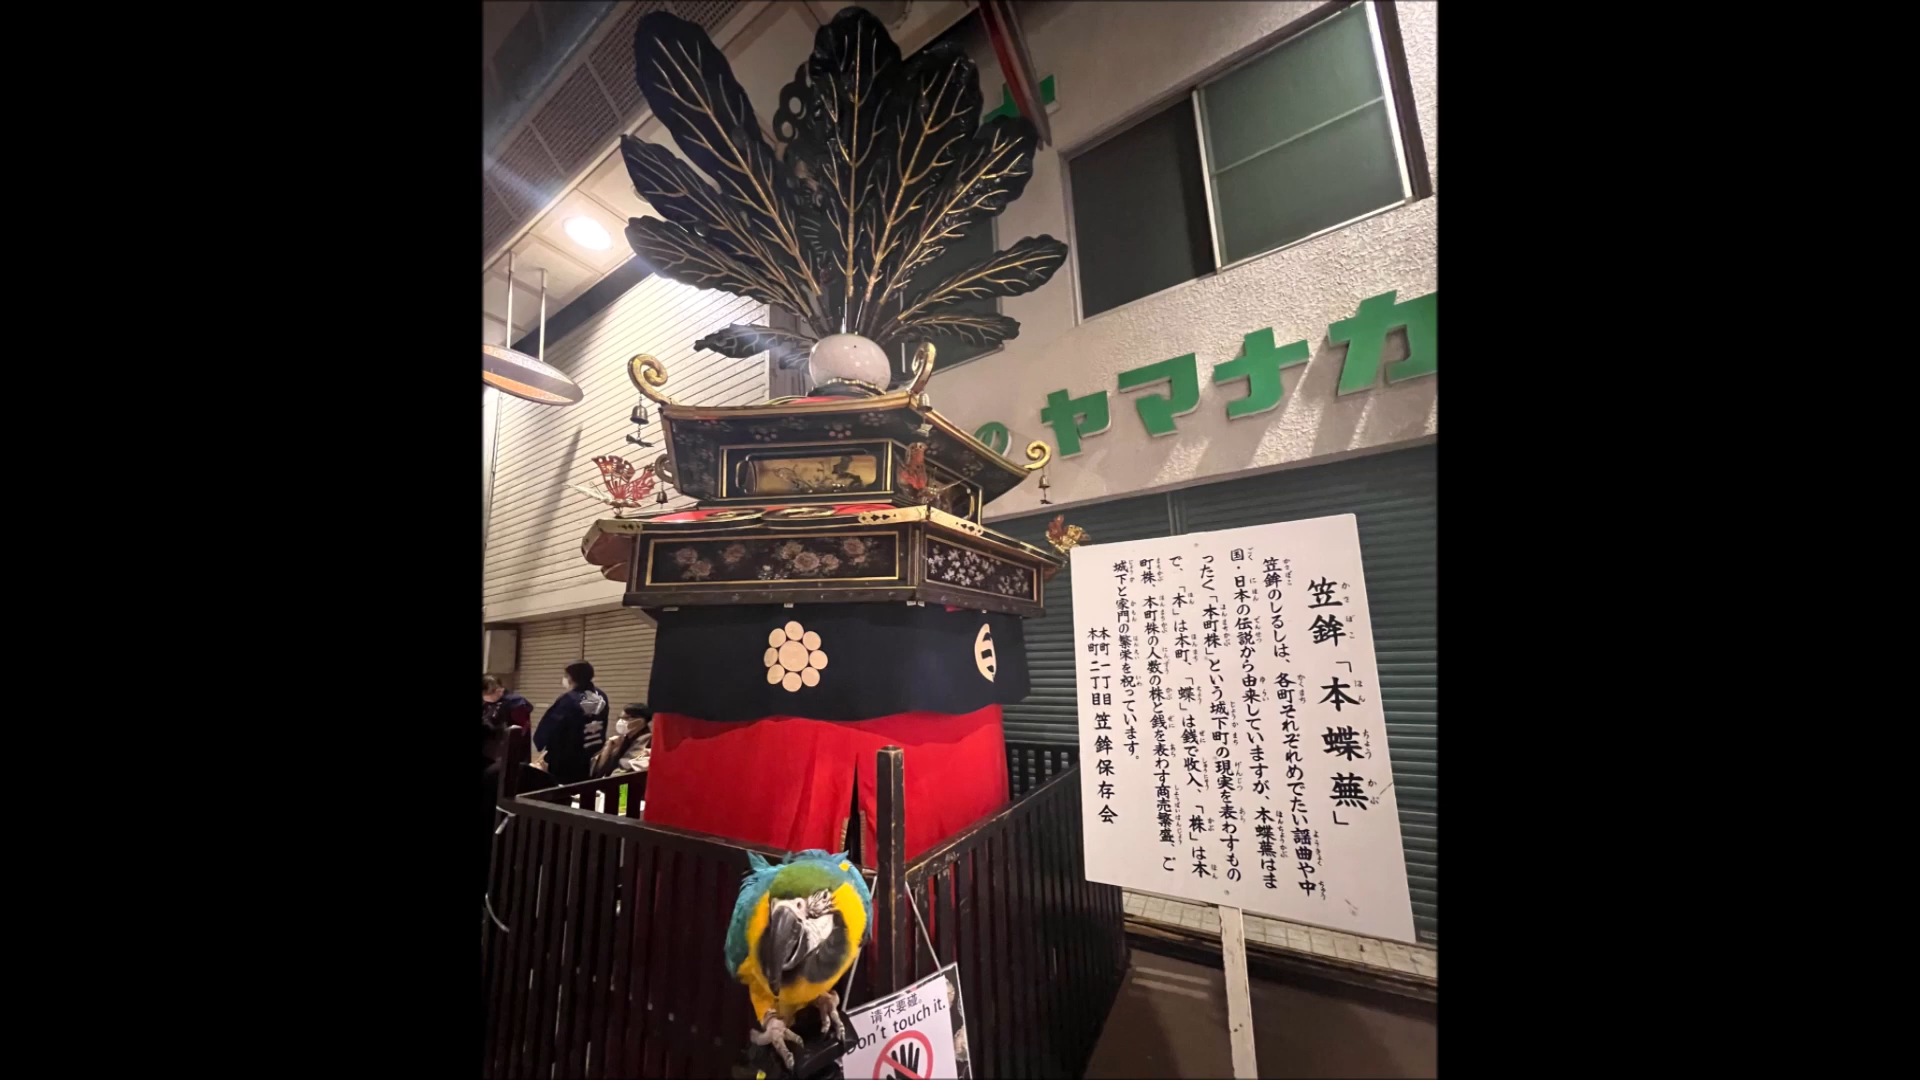 のヤマナカ
笠鉾「本蝶蕪」
笠鉾のしるしは、各町それぞれめでたい謡曲や中
国・日本の伝説から由来していますが、本蝶蕪はま
ったく「本町株」という城下町の現実を表わすもの
で、「本」は本町、「蝶」は銭で収入、「株」は本
町株、本町株の人数の株と銭を表わす商売繁盛、ご
城下と家門の繁栄を祝っています。
本町一丁目
本町二丁目
笠鉾保存会
请不要碰。
Don't touch it.